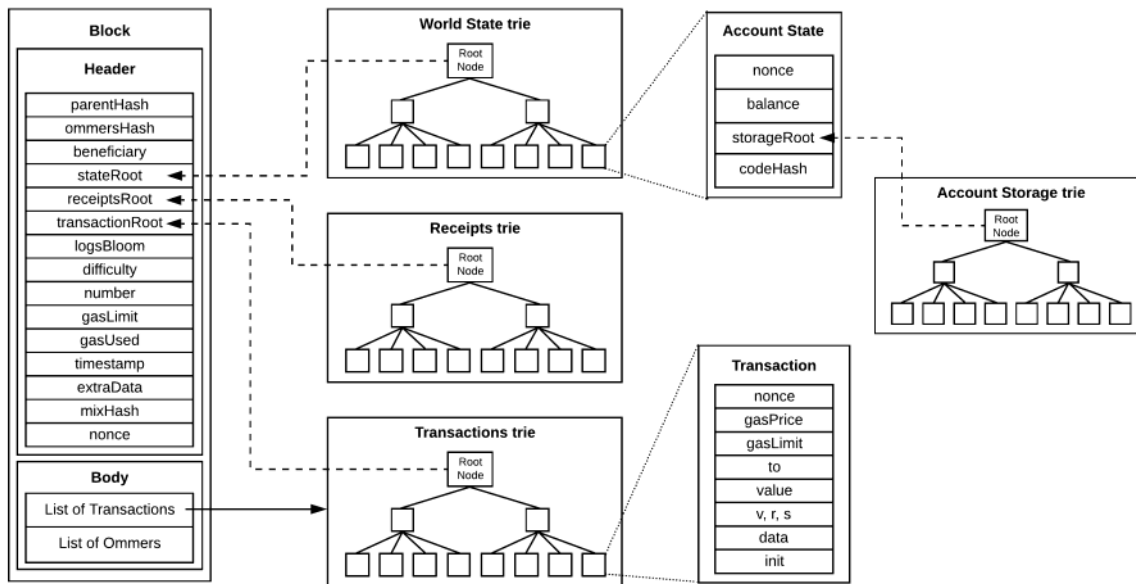 Block
Header
parentHash
ommersHash
beneficiary
stateRoot
receiptsRoot
transactionRoot
logsBloom
difficulty
number
gasLimit
gasUsed
timestamp
extraData
mixHash
nonce
Body
List of Transactions
List of Ommers
World State trie
Root
Node
Receipts trie
Root
Node
Transactions trie
Root
Node
Account State
nonce
balance
storageRoot
codeHash
Account Storage trie
Root
Node
Transaction
nonce
gasPrice
gasLimit
to
value
v, r, s
data
init